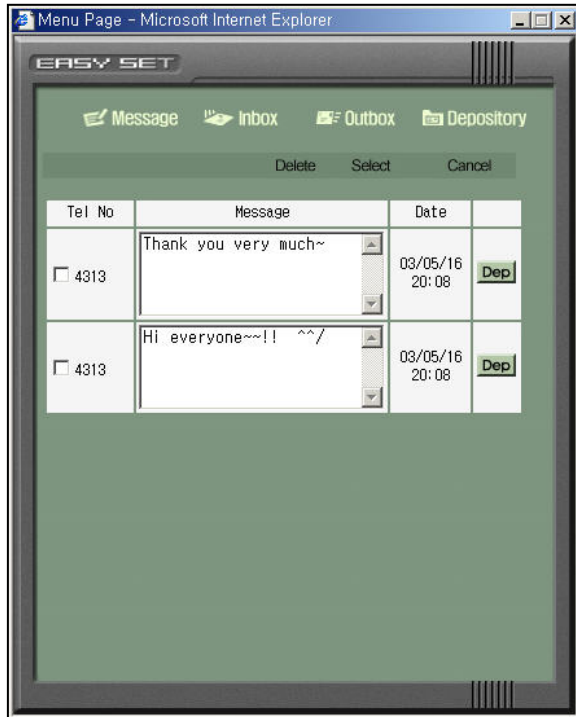 Menu Page - Microsoft Internet Explorer
EASY SET
Message Inbox Outbox Depository
Delete Select Cancel
Tel No Message Date
4313 Thank you very much~ 03/05/16 20:08 Dep
4313 Hi everyone~~!! ^^/ 03/05/16 20:08 Dep